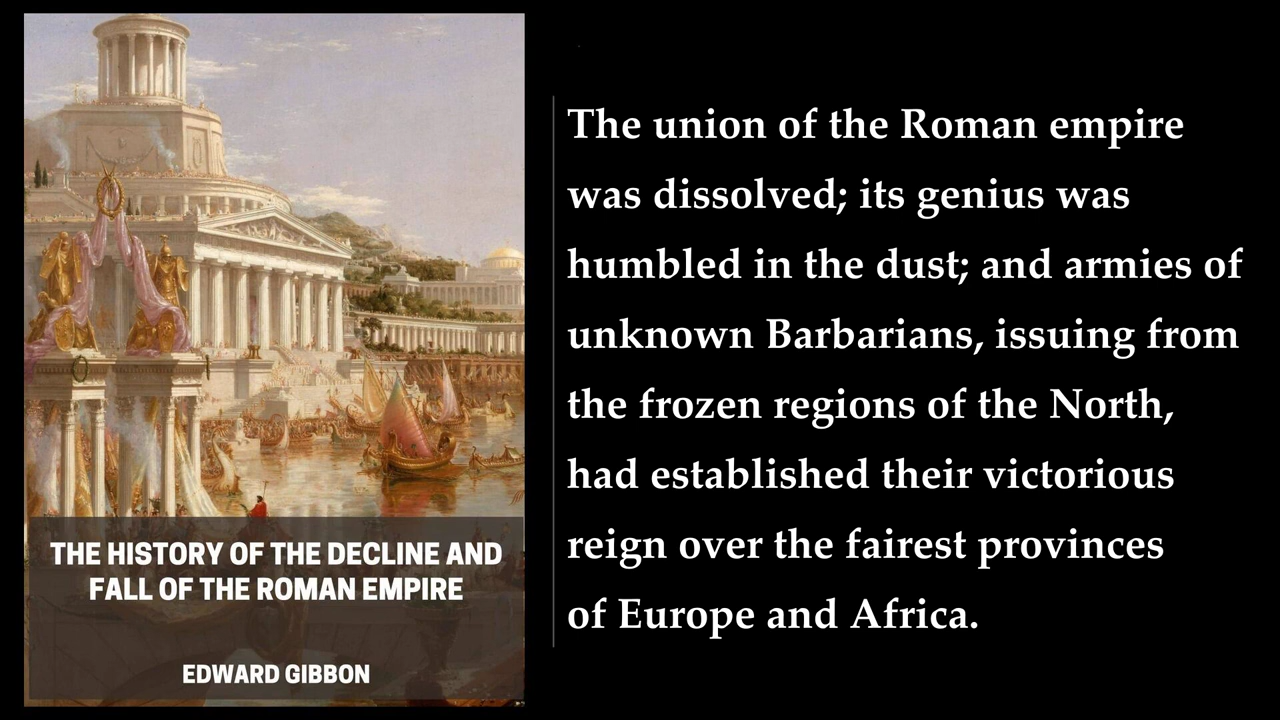 THE HISTORY OF THE DECLINE AND
FALL OF THE ROMAN EMPIRE
EDWARD GIBBON
The union of the Roman empire
was dissolved; its genius was
humbled in the dust; and armies of
unknown Barbarians, issuing from
the frozen regions of the North,
had established their victorious
reign over the fairest provinces
of Europe and Africa.